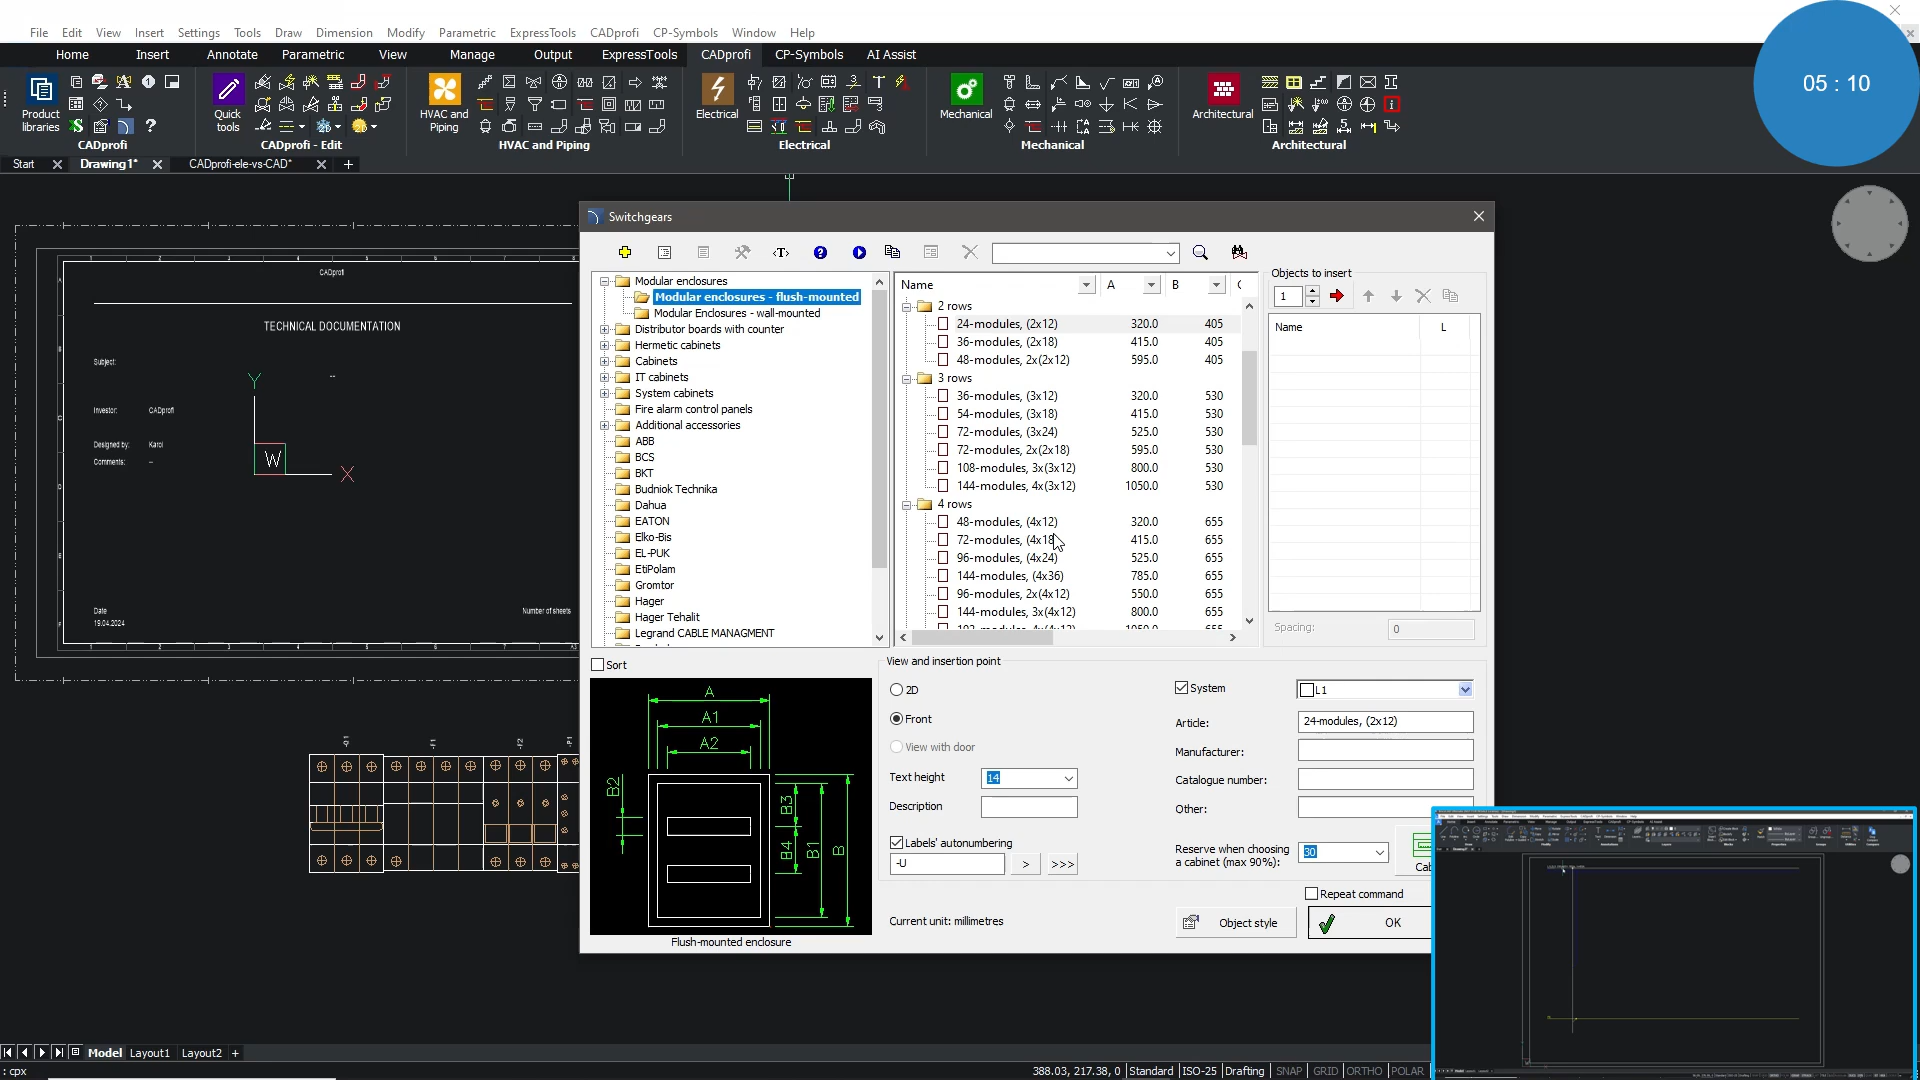 File Edit View Insert Settings Tools Draw Dimension Modify Parametric ExpressTools CADprofi CP-Symbols Window Help
Home Insert Annotate Parametric View Manage Output ExpressTools CADprofi CP-Symbols AI Assist
05 : 10
Product libraries
Quick tools
HVAC and Piping
Electrical
Mechanical
Architectural
CADprofi CADprofi - Edit HVAC and Piping Electrical Mechanical Architectural
Start Drawing1* CADprofi-ele-vs-CAD* +
CADprofi
TECHNICAL DOCUMENTATION
Subject: --
Investor: CADprofi
Designed by: Karol
Comments: --
Date
19.04.2024
Number of sheets
Y
W
X
-Q1 -F1 -F2 -P1
Switchgears
Modular enclosures
Modular enclosures - flush-mounted
Modular Enclosures - wall-mounted
Distributor boards with counter
Hermetic cabinets
Cabinets
IT cabinets
System cabinets
Fire alarm control panels
Additional accessories
ABB
BCS
BKT
Budniok Technika
Dahua
EATON
Elko-Bis
EL-PUK
EtiPolam
Gromtor
Hager
Hager Tehalit
Legrand CABLE MANAGMENT
Name A B
2 rows
24-modules, (2x12) 320.0 405
36-modules, (2x18) 415.0 405
48-modules, 2x(2x12) 595.0 405
3 rows
36-modules, (3x12) 320.0 530
54-modules, (3x18) 415.0 530
72-modules, (3x24) 525.0 530
72-modules, 2x(2x18) 595.0 530
108-modules, 3x(3x12) 800.0 530
144-modules, 4x(3x12) 1050.0 530
4 rows
48-modules, (4x12) 320.0 655
72-modules, (4x18 415.0 655
96-modules, (4x24) 525.0 655
144-modules, (4x36) 785.0 655
96-modules, 2x(4x12) 550.0 655
144-modules, 3x(4x12) 800.0 655
192-modules, 4x(4x12) 1050.0 655
Objects to insert
1
Name L
Spacing: 0
Sort
A
A1
A2
B2 B3 B4 B1 B
Flush-mounted enclosure
View and insertion point
2D
Front
View with door
Text height 14
Description
Labels' autonumbering
-U > >>>
Current unit: millimetres
System L1
Article: 24-modules, (2x12)
Manufacturer:
Catalogue number:
Other:
Reserve when choosing
a cabinet (max 90%): 30
Cab
Repeat command
Object style OK
Model Layout1 Layout2 +
: cpx
388.03, 217.38, 0 Standard ISO-25 Drafting SNAP GRID ORTHO POLAR